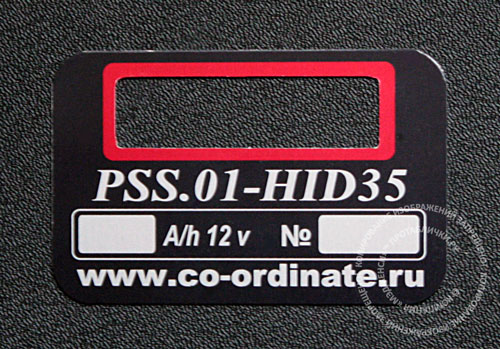 PSS.01-HID35
A/h 12 v №
www.co-ordinate.ru